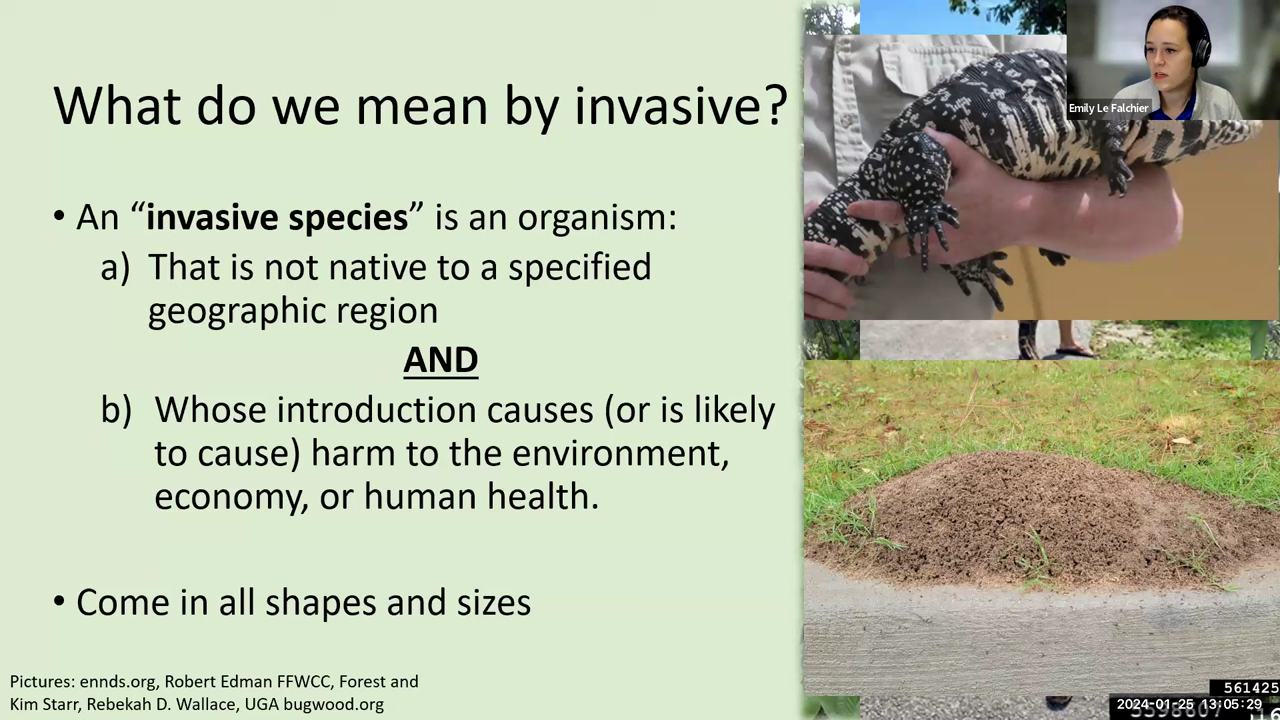 What do we mean by invasive?
• An “invasive species” is an organism:
a) That is not native to a specified
geographic region
AND
b) Whose introduction causes (or is likely
to cause) harm to the environment,
economy, or human health.
• Come in all shapes and sizes
Pictures: ennds.org, Robert Edman FFWCC, Forest and
Kim Starr, Rebekah D. Wallace, UGA bugwood.org
Emily Le Falchier
561425
2024-01-25 13:05:29